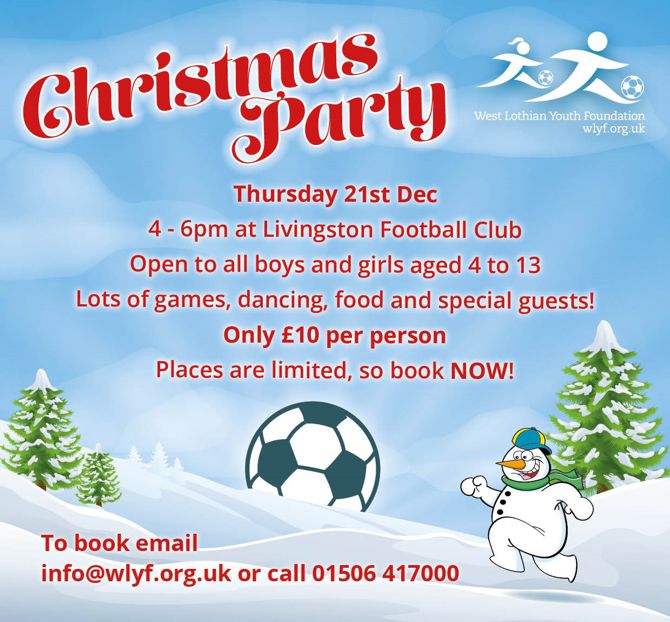 Christmas
Party
West Lothian Youth Foundation
wlyf.org.uk
Thursday 21st Dec
4 - 6pm at Livingston Football Club
Open to all boys and girls aged 4 to 13
Lots of games, dancing, food and special guests!
Only £10 per person
Places are limited, so book NOW!
To book email
info@wlyf.org.uk or call 01506 417000